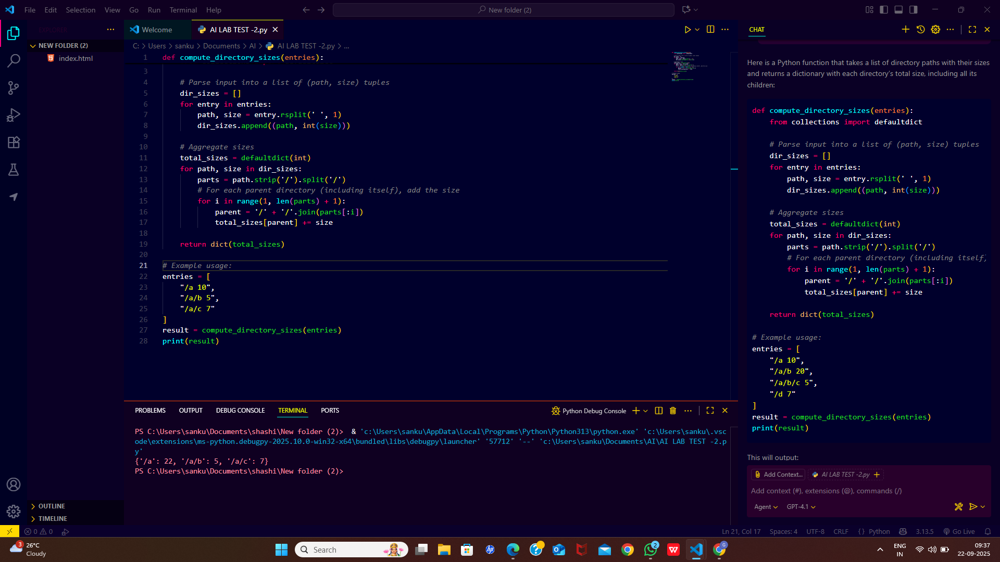 File Edit Selection View Go Run Terminal Help
New folder (2)
EXPLORER
NEW FOLDER (2)
index.html
OUTLINE
TIMELINE
Welcome
AI LAB TEST -2.py
C: > Users > sanku > Documents > AI > AI LAB TEST -2.py > ...
1 def compute_directory_sizes(entries):
3
4 # Parse input into a list of (path, size) tuples
5 dir_sizes = []
6 for entry in entries:
7 path, size = entry.rsplit(' ', 1)
8 dir_sizes.append((path, int(size)))
9
10 # Aggregate sizes
11 total_sizes = defaultdict(int)
12 for path, size in dir_sizes:
13 parts = path.strip('/').split('/')
14 # For each parent directory (including itself), add the size
15 for i in range(1, len(parts) + 1):
16 parent = '/' + '/'.join(parts[:i])
17 total_sizes[parent] += size
18
19 return dict(total_sizes)
20
21 # Example usage:
22 entries = [
23 "/a 10",
24 "/a/b 5",
25 "/a/c 7"
26 ]
27 result = compute_directory_sizes(entries)
28 print(result)
PROBLEMS OUTPUT DEBUG CONSOLE TERMINAL PORTS
Python Debug Console
PS C:\Users\sanku\Documents\shashi\New folder (2)> & 'c:\Users\sanku\AppData\Local\Programs\Python\Python313\python.exe' 'c:\Users\sanku\.vsc
ode\extensions\ms-python.debugpy-2025.10.0-win32-x64\bundled\libs\debugpy\launcher' '57712' '--' 'c:\Users\sanku\Documents\AI\AI LAB TEST -2.p
y'
{'/a': 22, '/a/b': 5, '/a/c': 7}
PS C:\Users\sanku\Documents\shashi\New folder (2)>
CHAT
Here is a Python function that takes a list of directory paths with their sizes
and returns a dictionary with each directory's total size, including all its
children:
def compute_directory_sizes(entries):
from collections import defaultdict
# Parse input into a list of (path, size) tuples
dir_sizes = []
for entry in entries:
path, size = entry.rsplit(' ', 1)
dir_sizes.append((path, int(size)))
# Aggregate sizes
total_sizes = defaultdict(int)
for path, size in dir_sizes:
parts = path.strip('/').split('/')
# For each parent directory (including itself)
for i in range(1, len(parts) + 1):
parent = '/' + '/'.join(parts[:i])
total_sizes[parent] += size
return dict(total_sizes)
# Example usage:
entries = [
"/a 10",
"/a/b 20",
"/a/b/c 5",
"/d 7"
]
result = compute_directory_sizes(entries)
print(result)
This will output:
Add Context... AI LAB TEST -2.py
Add context (#), extensions (@), commands (/)
Agent GPT-4.1
0 0
Ln 21, Col 17 Spaces: 4 UTF-8 CRLF {} Python 3.13.5 Go Live
3
26°C
Cloudy
Search
hp
2
W
G
ENG
IN
09:37
22-09-2025